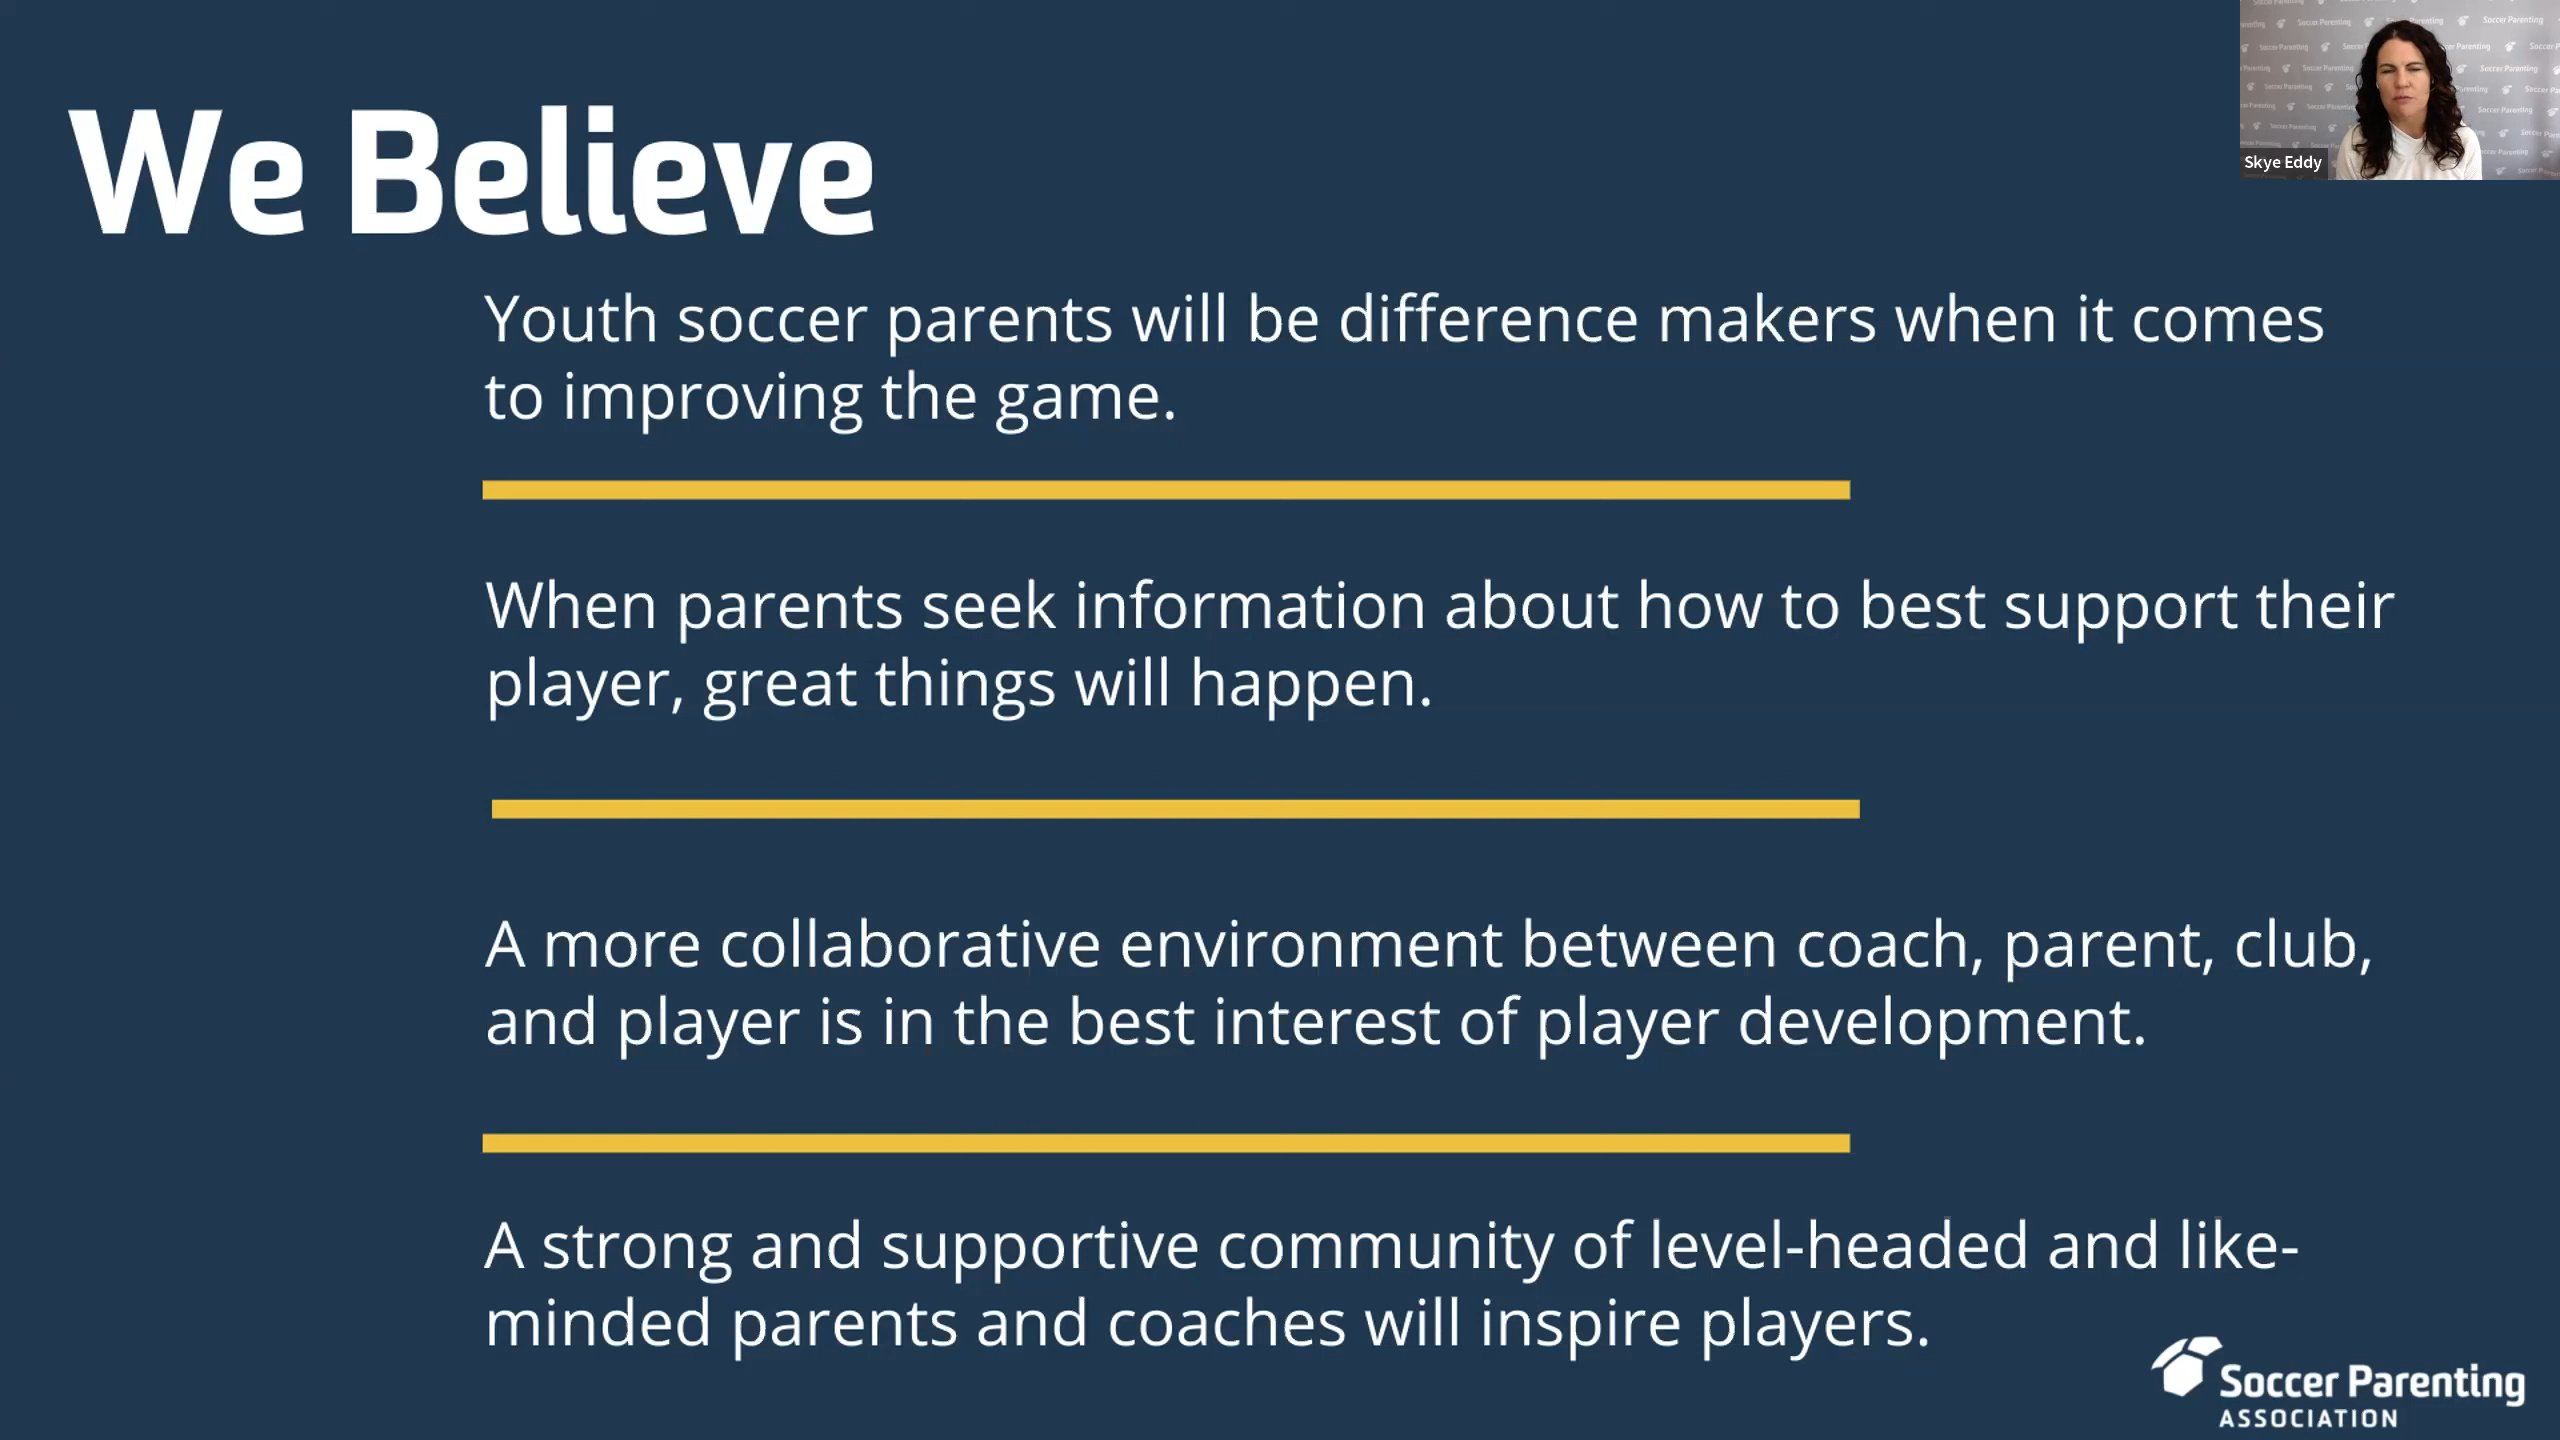 We Believe
Skye Eddy
Youth soccer parents will be difference makers when it comes
to improving the game.
When parents seek information about how to best support their
player, great things will happen.
A more collaborative environment between coach, parent, club,
and player is in the best interest of player development.
A strong and supportive community of level-headed and like-
minded parents and coaches will inspire players.
Soccer Parenting
ASSOCIATION